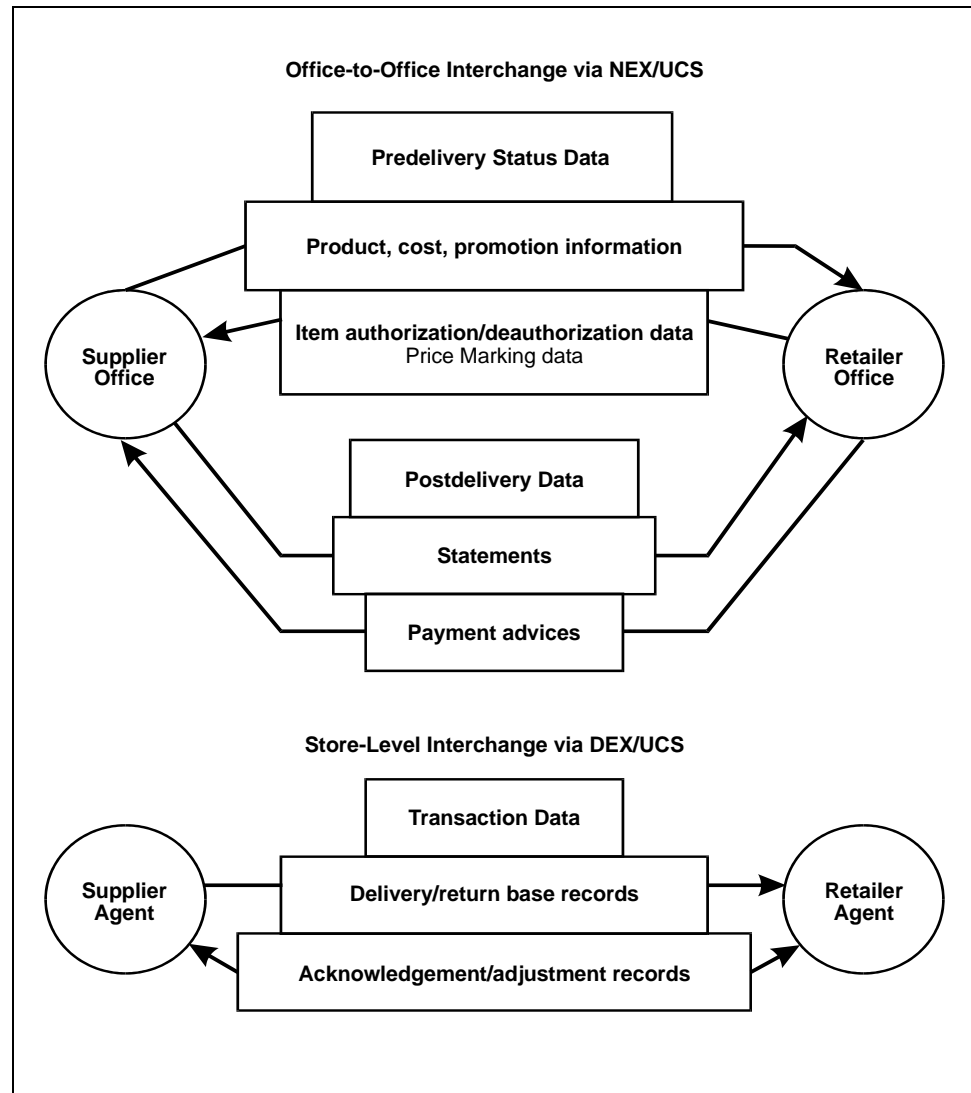 Office-to-Office Interchange via NEX/UCS
Predelivery Status Data
Product, cost, promotion information
Item authorization/deauthorization data
Price Marking data
Supplier
Office
Retailer
Office
Postdelivery Data
Statements
Payment advices
Store-Level Interchange via DEX/UCS
Transaction Data
Supplier
Agent
Delivery/return base records
Retailer
Agent
Acknowledgement/adjustment records